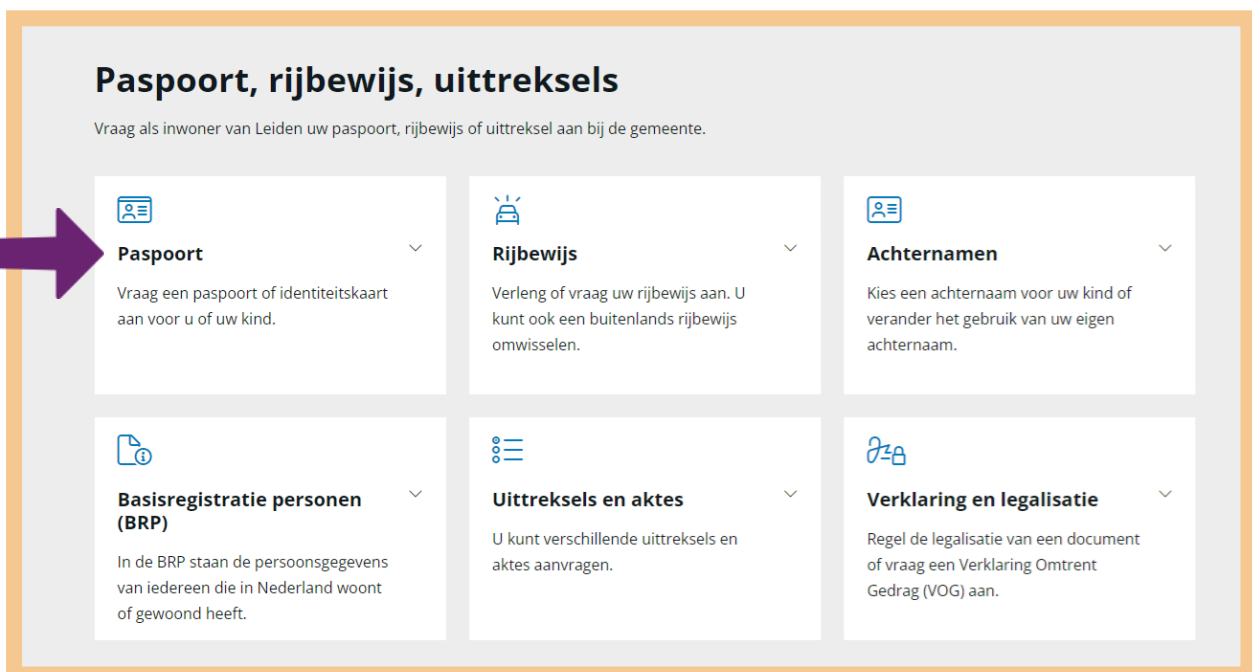 Paspoort, rijbewijs, uittreksels
Vraag als inwoner van Leiden uw paspoort, rijbewijs of uittreksel aan bij de gemeente.
Paspoort
Vraag een paspoort of identiteitskaart
aan voor u of uw kind.
Rijbewijs
Verleng of vraag uw rijbewijs aan. U
kunt ook een buitenlands rijbewijs
omwisselen.
Achternamen
Kies een achternaam voor uw kind of
verander het gebruik van uw eigen
achternaam.
Basisregistratie personen
(BRP)
In de BRP staan de persoonsgegevens
van iedereen die in Nederland woont
of gewoond heeft.
Uittreksels en aktes
U kunt verschillende uittreksels en
aktes aanvragen.
Verklaring en legalisatie
Regel de legalisatie van een document
of vraag een Verklaring Omtrent
Gedrag (VOG) aan.